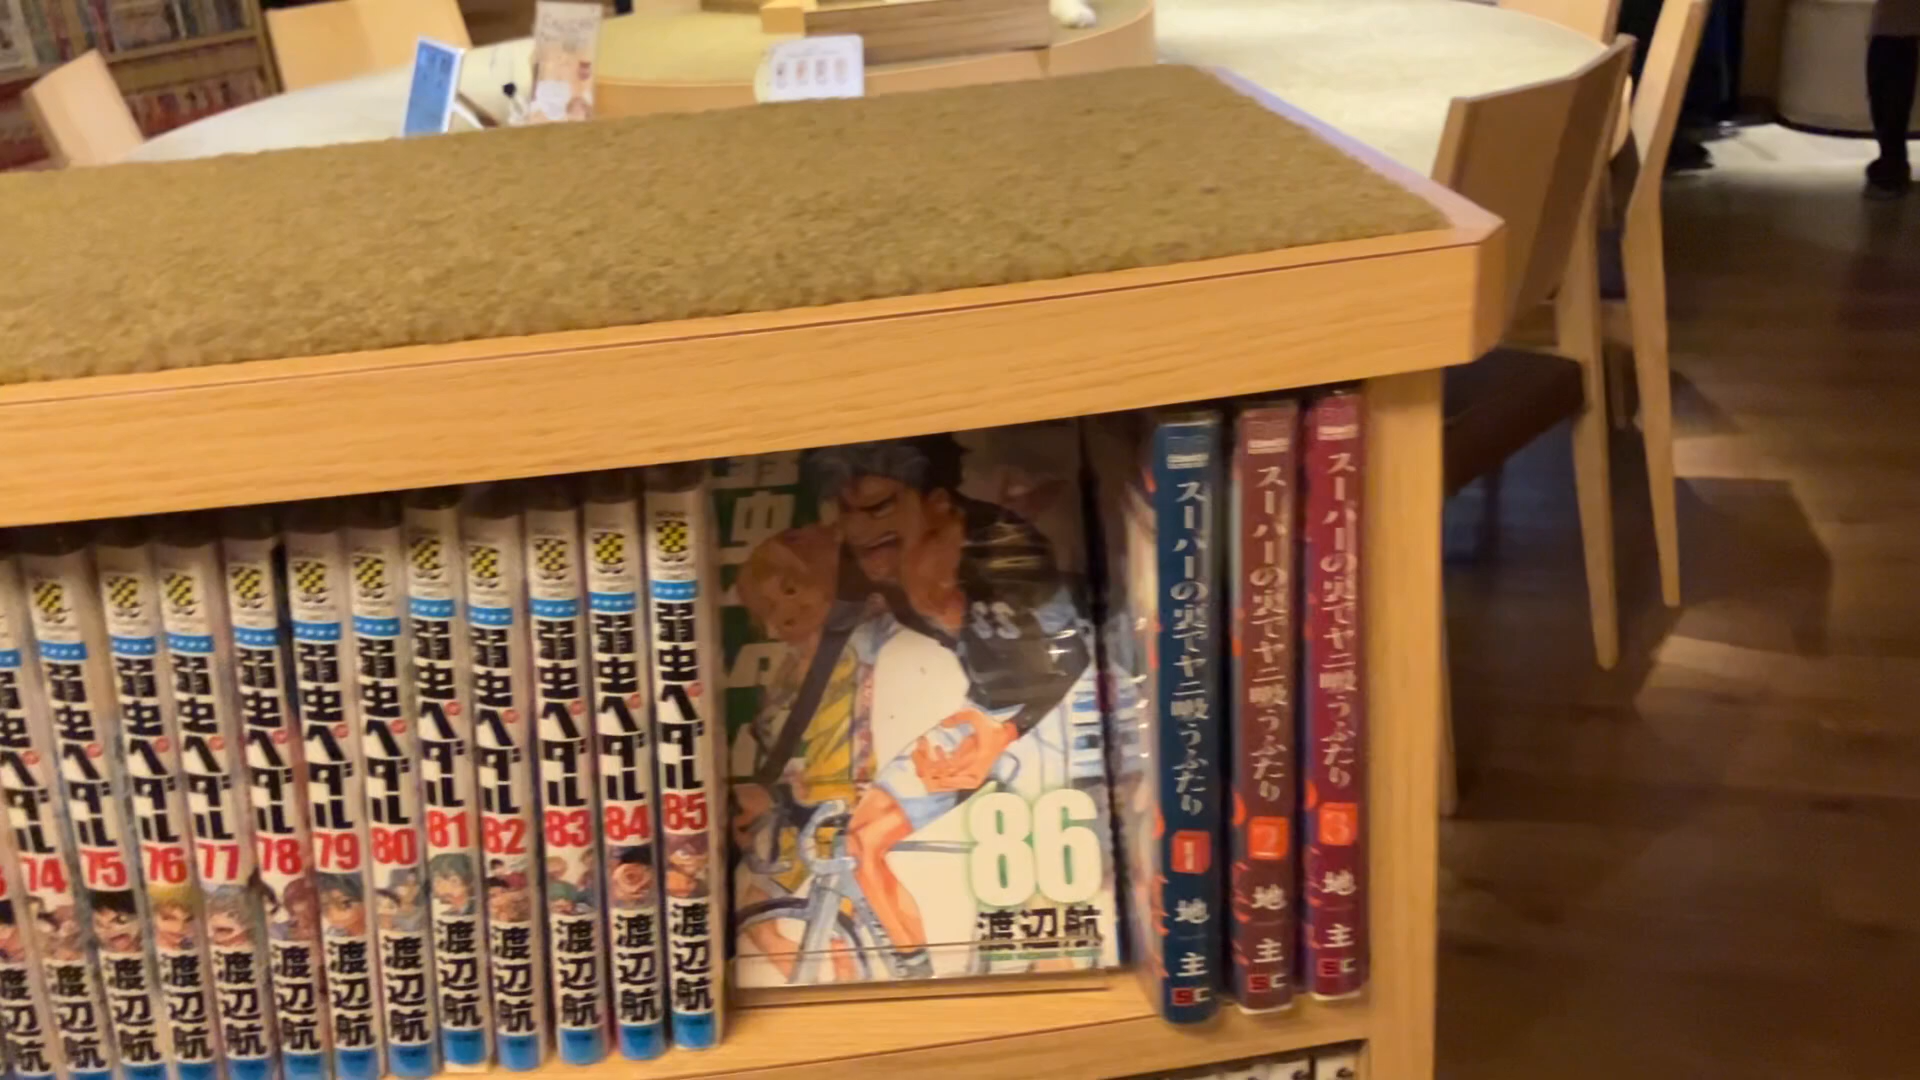 弱虫ペダル 74 渡辺航
弱虫ペダル 75 渡辺航
弱虫ペダル 76 渡辺航
弱虫ペダル 77 渡辺航
弱虫ペダル 78 渡辺航
弱虫ペダル 79 渡辺航
弱虫ペダル 80 渡辺航
弱虫ペダル 81 渡辺航
弱虫ペダル 82 渡辺航
弱虫ペダル 83 渡辺航
弱虫ペダル 84 渡辺航
弱虫ペダル 85 渡辺航
弱虫ペダル
86
渡辺航
スーパーの裏でヤニ吸うふたり 1 地主
スーパーの裏でヤニ吸うふたり 2 地主
スーパーの裏でヤニ吸うふたり 3 地主